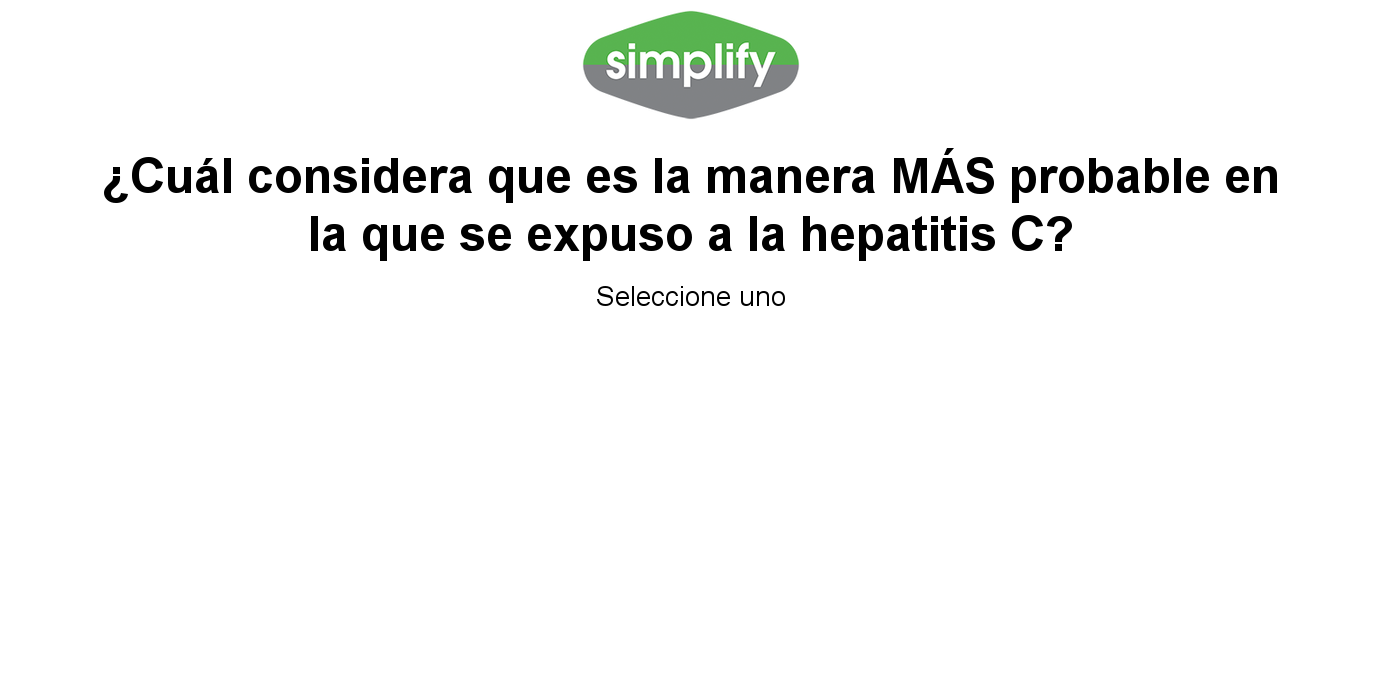 simplify
¿Cuál considera que es la manera MÁS probable en
la que se expuso a la hepatitis C?
Seleccione uno